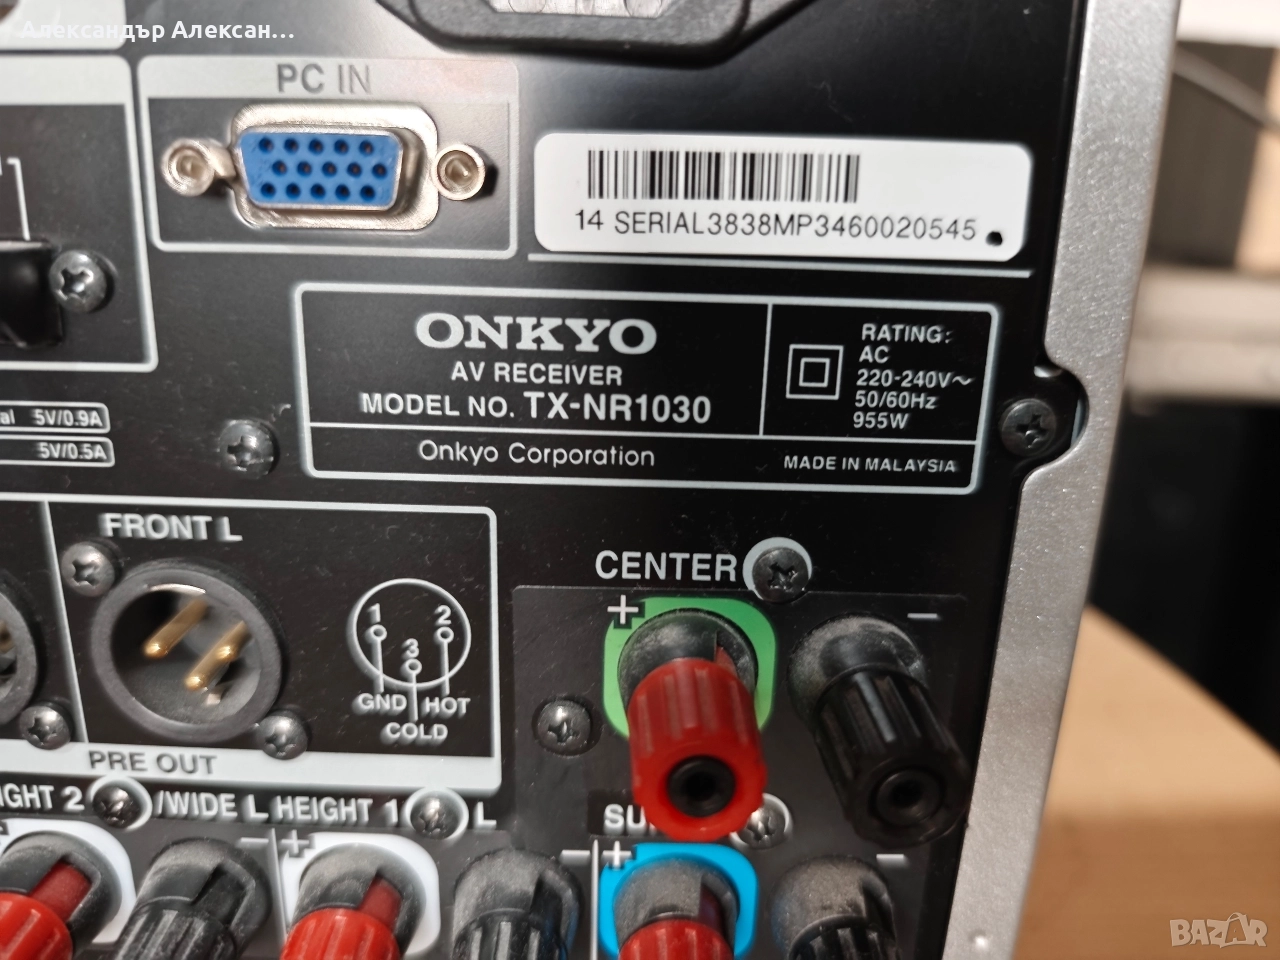 Александър Алексан...
PC IN
14 SERIAL3838MP3460020545
ONKYO
AV RECEIVER
MODEL NO. TX-NR1030
Onkyo Corporation
RATING:
AC
220-240V~
50/60Hz
955W
MADE IN MALAYSIA
5V/0.9A
5V/0.5A
FRONT L
1 2
3
GND HOT
COLD
PRE OUT
CENTER
+ −
2 /WIDE L HEIGHT 1 L
− + − + −
BAZAR